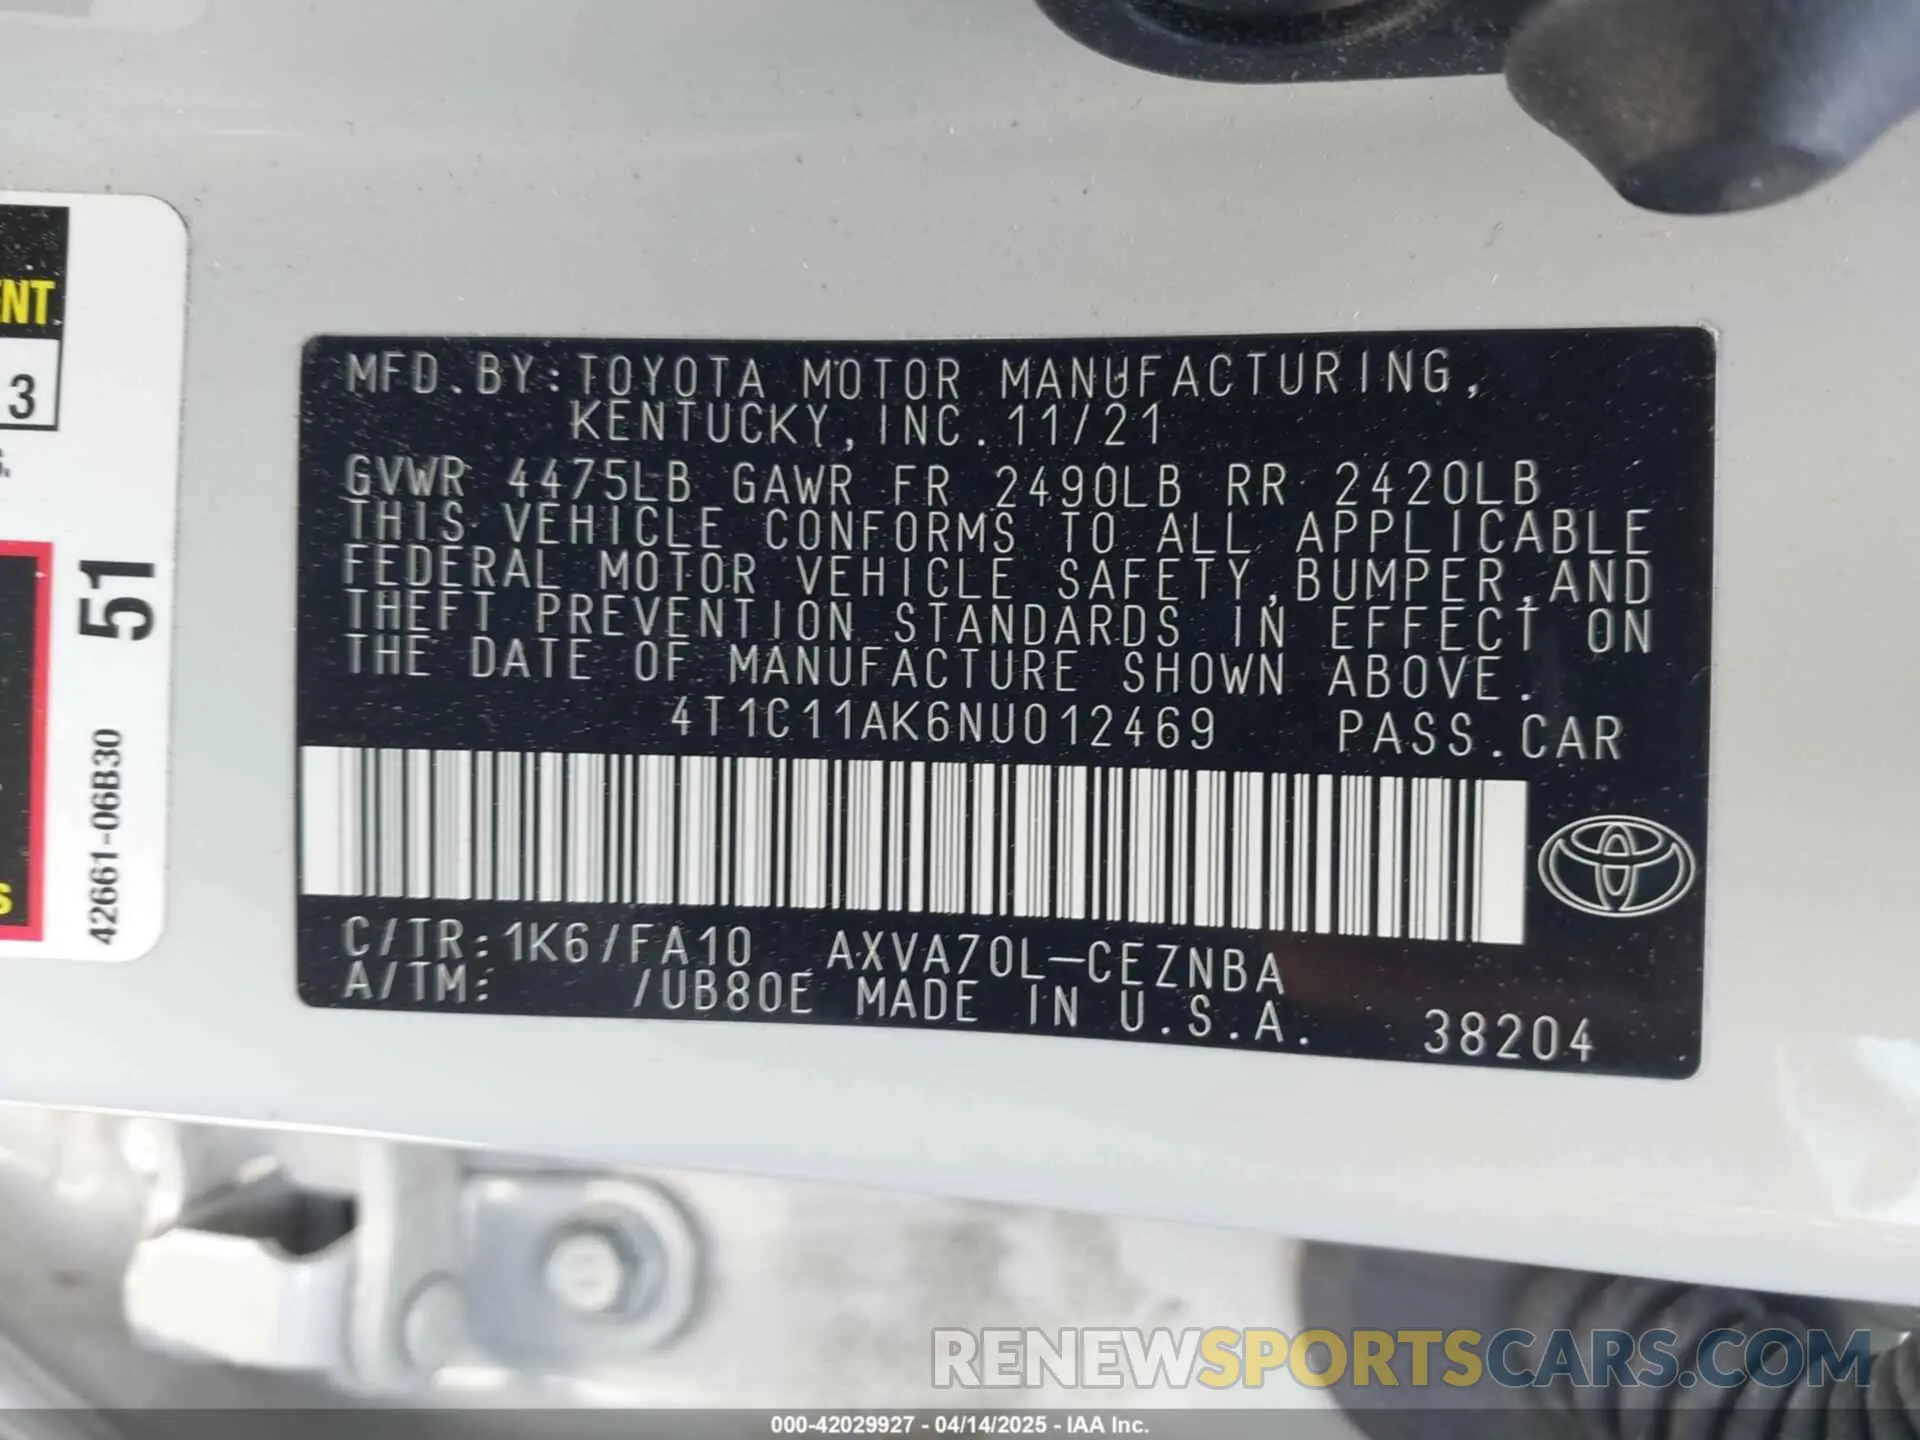 ENT
3
51
42661-06B30
S
MFD.BY:TOYOTA MOTOR MANUFACTURING,
KENTUCKY,INC.11/21
GVWR 4475LB GAWR FR 2490LB RR 2420LB
THIS VEHICLE CONFORMS TO ALL APPLICABLE
FEDERAL MOTOR VEHICLE SAFETY,BUMPER,AND
THEFT PREVENTION STANDARDS IN EFFECT ON
THE DATE OF MANUFACTURE SHOWN ABOVE.
4T1C11AK6NU012469 PASS.CAR
C/TR:1K6/FA10 AXVA70L-CEZNBA
A/TM: /UB80E MADE IN U.S.A. 38204
RENEWSPORTSCARS.COM
000-42029927 - 04/14/2025 - IAA Inc.